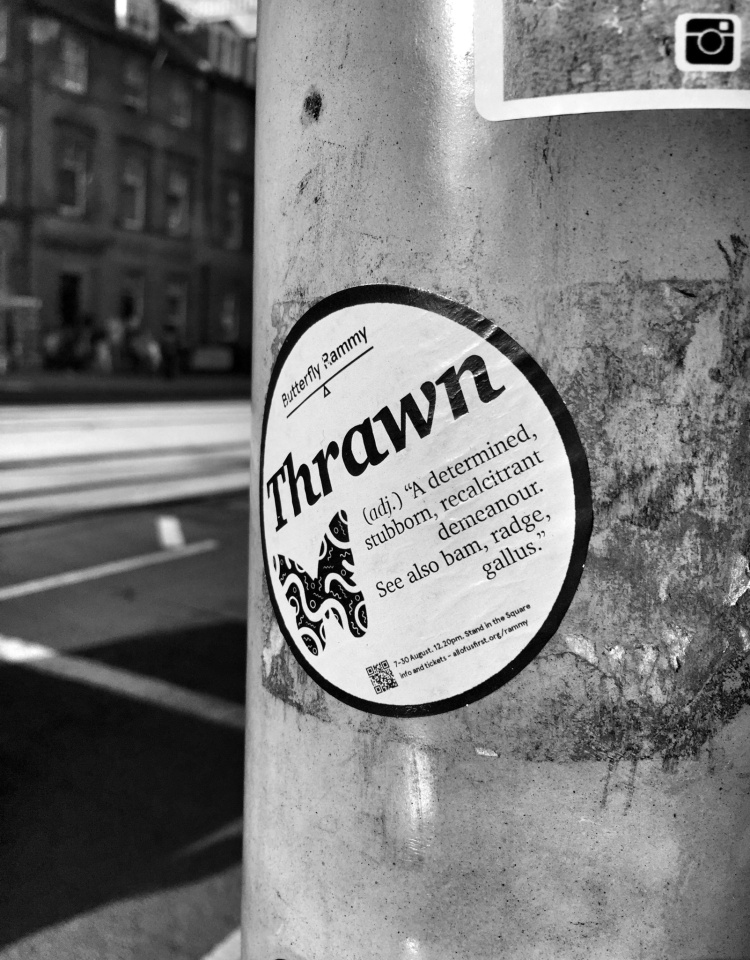 Butterfly Rammy
Thrawn
(adj.) “A determined,
stubborn, recalcitrant
demeanour.
See also bam, radge,
gallus.”
7-30 August, 12.20pm, Stand in the Square
info and tickets - allofusfirst.org/rammy